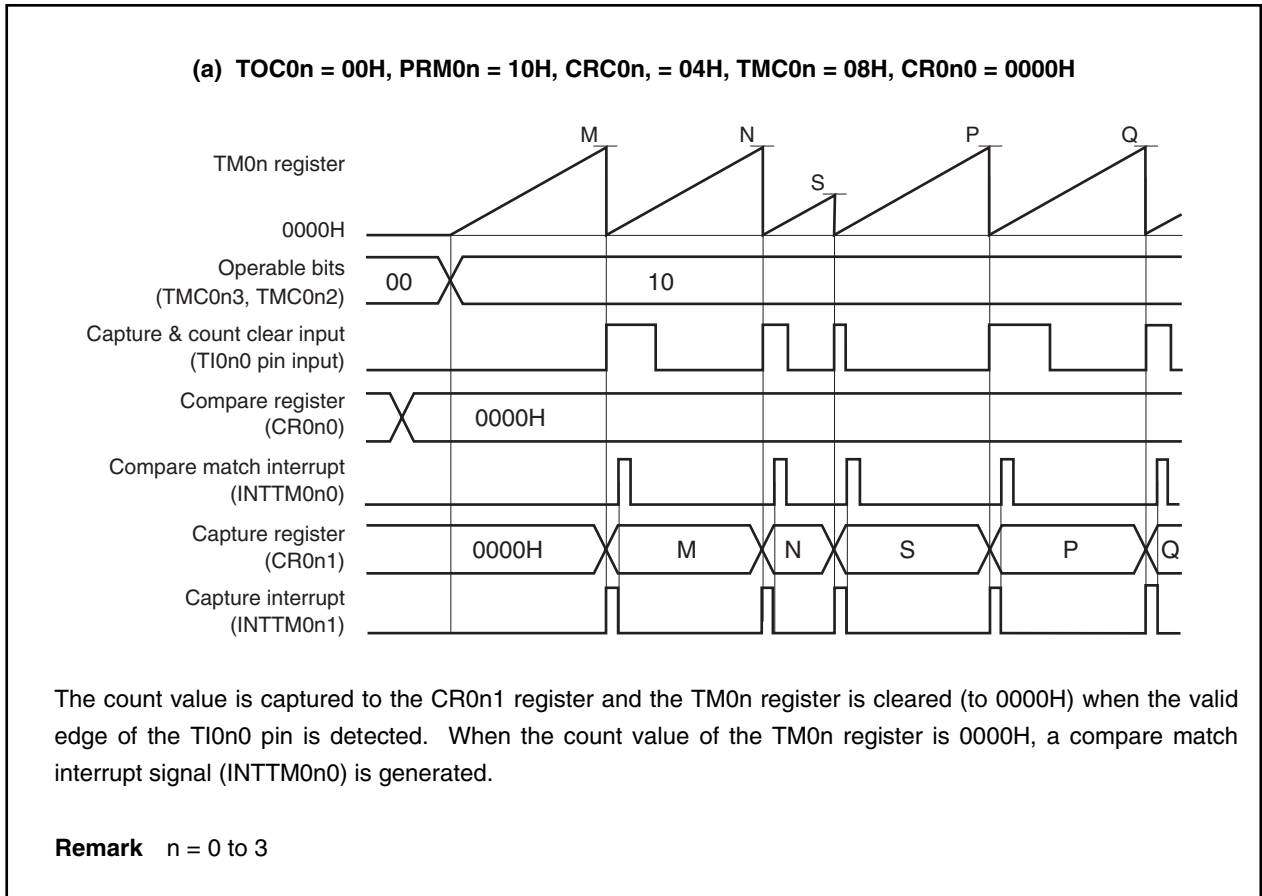 (a) TOC0n = 00H, PRM0n = 10H, CRC0n, = 04H, TMC0n = 08H, CR0n0 = 0000H
M
N
S
P
Q
TM0n register
0000H
Operable bits
(TMC0n3, TMC0n2)
00
10
Capture & count clear input
(TI0n0 pin input)
Compare register
(CR0n0)
0000H
Compare match interrupt
(INTTM0n0)
Capture register
(CR0n1)
0000H
M
N
S
P
Q
Capture interrupt
(INTTM0n1)
The count value is captured to the CR0n1 register and the TM0n register is cleared (to 0000H) when the valid
edge of the TI0n0 pin is detected. When the count value of the TM0n register is 0000H, a compare match
interrupt signal (INTTM0n0) is generated.
Remark n = 0 to 3